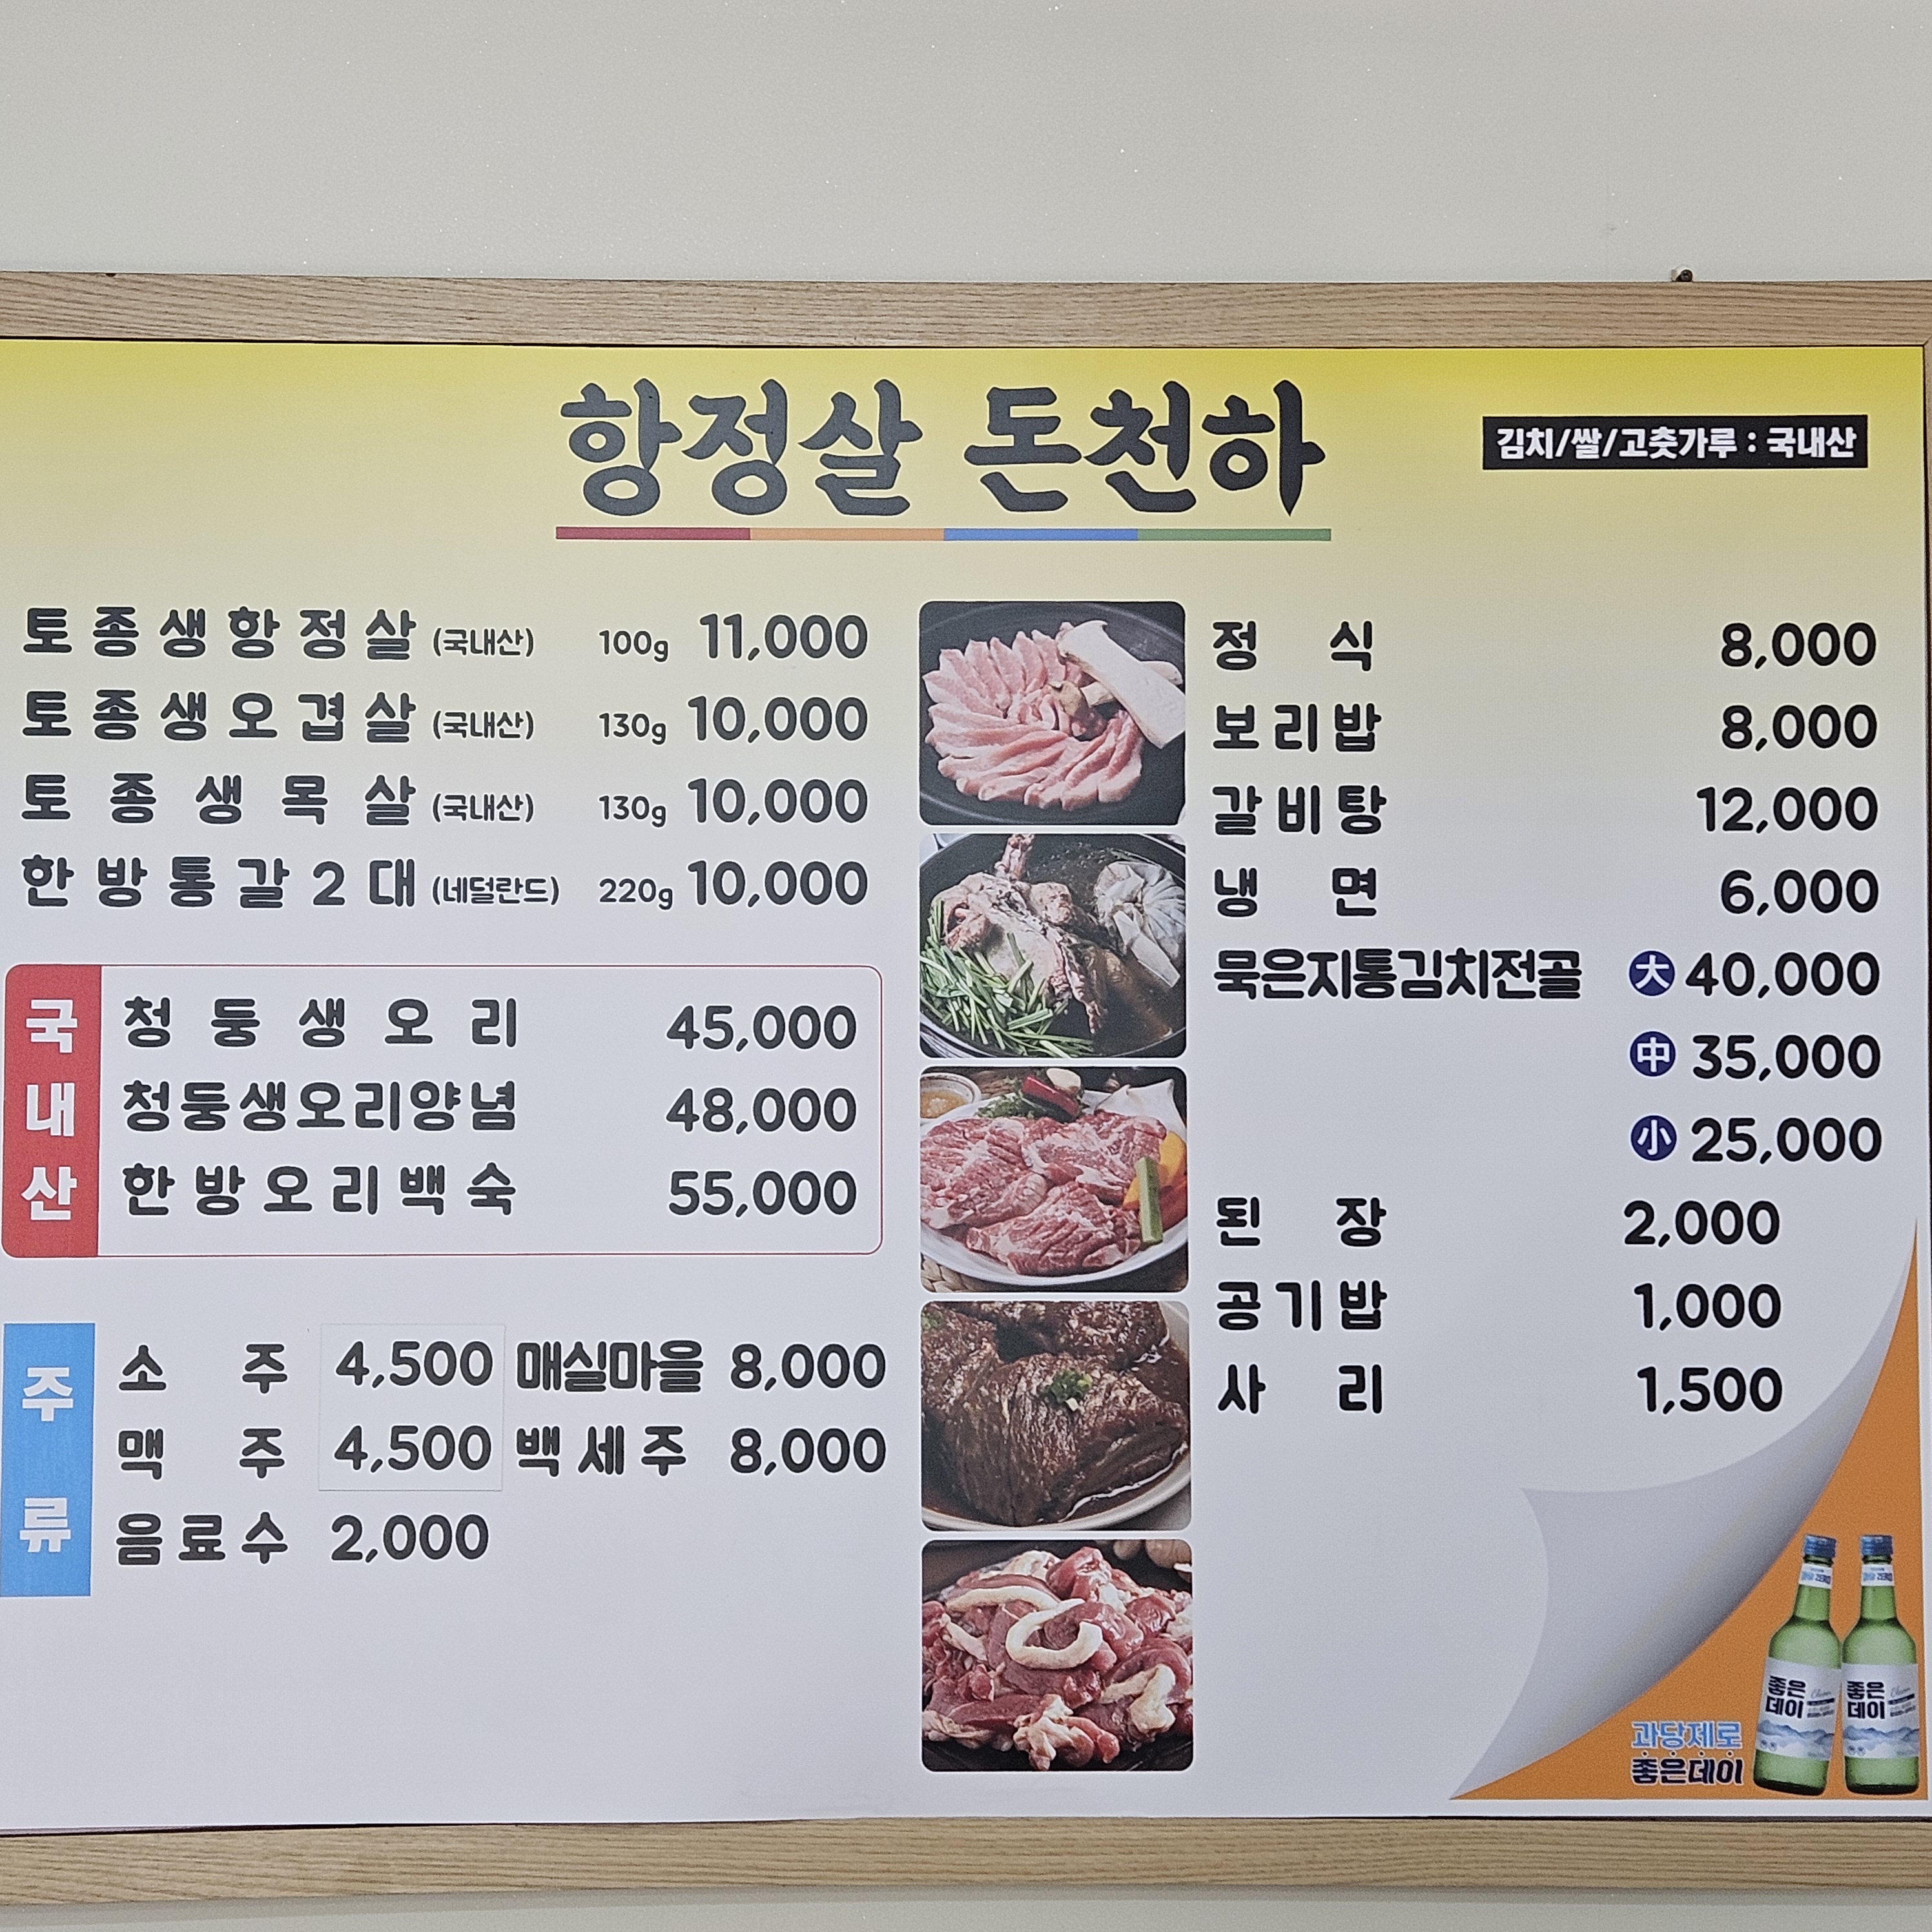 항정살 돈천하
김치/쌀/고춧가루 : 국내산
토종생항정살 (국내산) 100g 11,000
토종생오겹살 (국내산) 130g 10,000
토종생목살 (국내산) 130g 10,000
한방통갈2대 (네덜란드) 220g 10,000
국내산
청둥생오리 45,000
청둥생오리양념 48,000
한방오리백숙 55,000
주류
소주 4,500 매실마을 8,000
맥주 4,500 백세주 8,000
음료수 2,000
정식 8,000
보리밥 8,000
갈비탕 12,000
냉면 6,000
묵은지통김치전골 大 40,000
中 35,000
小 25,000
된장 2,000
공기밥 1,000
사리 1,500
과당제로
좋은데이
좋은
데이
좋은
데이